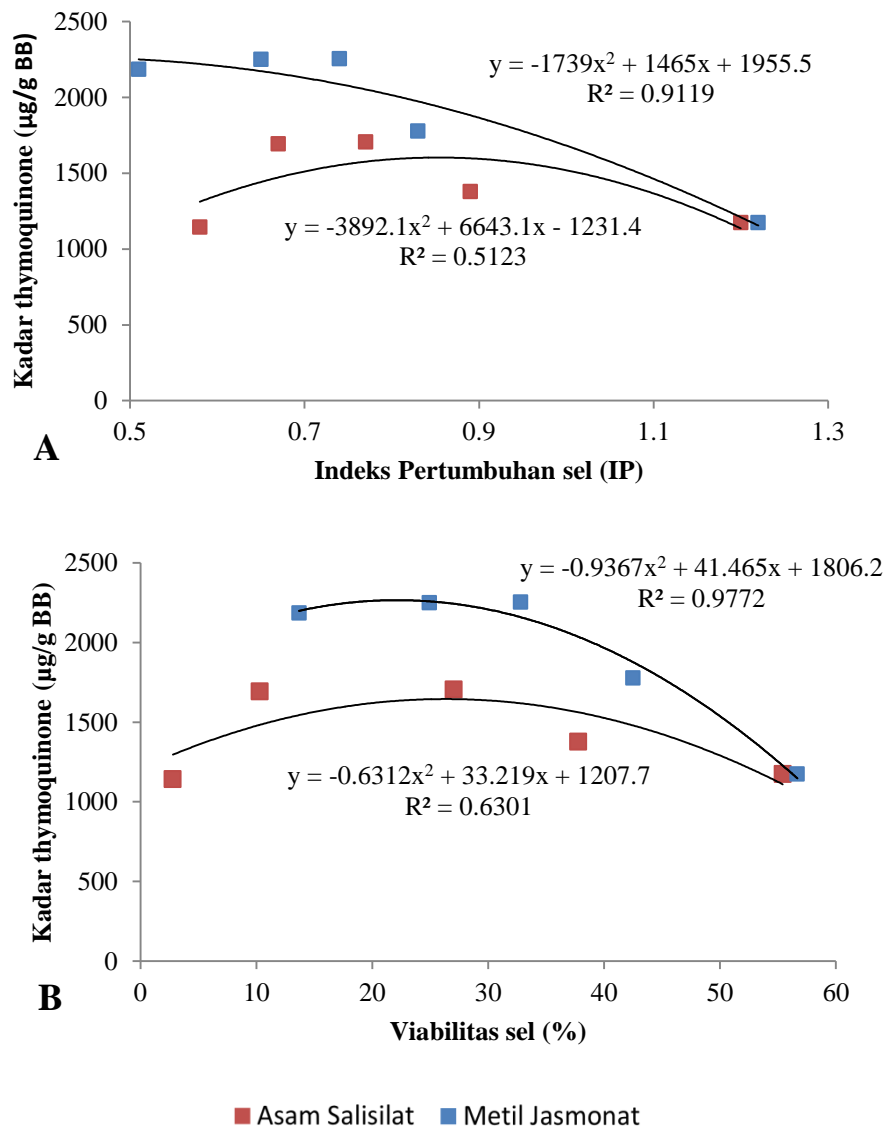 2500
2000
1500
1000
500
0
Kadar thymoquinone (µg/g BB)
y = -1739x² + 1465x + 1955.5
R² = 0.9119
y = -3892.1x² + 6643.1x - 1231.4
R² = 0.5123
0.5 0.7 0.9 1.1 1.3
A
Indeks Pertumbuhan sel (IP)
2500
2000
1500
1000
500
0
Kadar thymoquinone (µg/g BB)
y = -0.9367x² + 41.465x + 1806.2
R² = 0.9772
y = -0.6312x² + 33.219x + 1207.7
R² = 0.6301
0 10 20 30 40 50 60
B
Viabilitas sel (%)
Asam Salisilat Metil Jasmonat